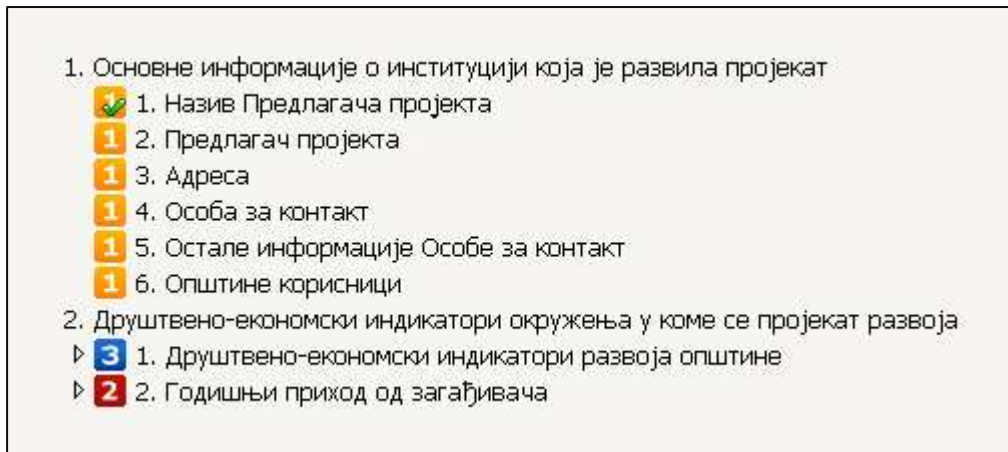 1. Основне информације о институцији која је развила пројекат
1. Назив Предлагача пројекта
1 2. Предлагач пројекта
1 3. Адреса
1 4. Особа за контакт
1 5. Остале информације Особе за контакт
1 6. Општине корисници
2. Друштвено-економски индикатори окружења у коме се пројекат развоја
3 1. Друштвено-економски индикатори развоја општине
2 2. Годишњи приход од загађивача